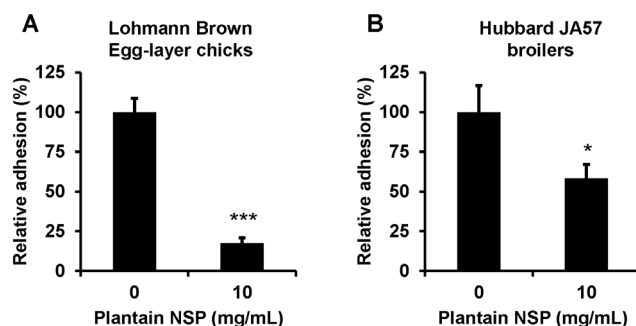 A
Lohmann Brown
Egg-layer chicks
Relative adhesion (%)
125
100
75
50
25
0
***
0
10
Plantain NSP (mg/mL)
B
Hubbard JA57
broilers
Relative adhesion (%)
125
100
75
50
25
0
*
0
10
Plantain NSP (mg/mL)